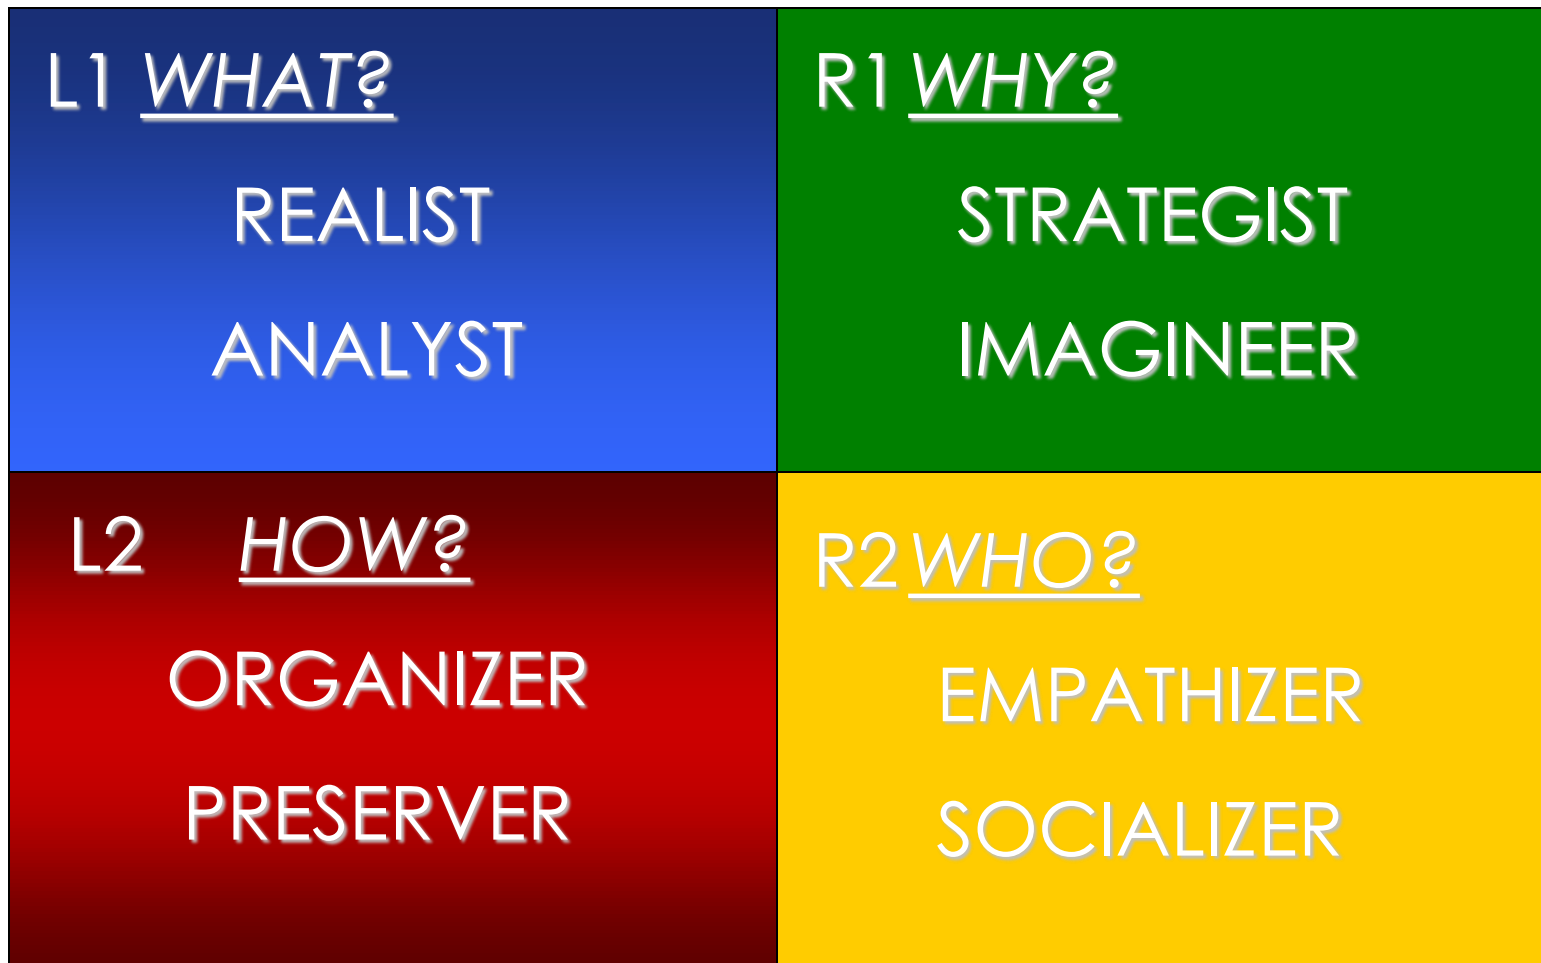 L1 WHAT?
REALIST
ANALYST
R1 WHY?
STRATEGIST
IMAGINEER
L2 HOW?
ORGANIZER
PRESERVER
R2 WHO?
EMPATHIZER
SOCIALIZER